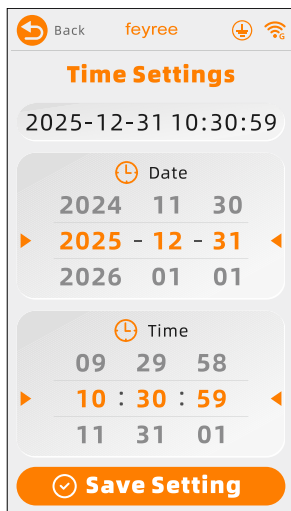 Back feyree G
Time Settings
2025-12-31 10:30:59
Date
2024 11 30
2025 - 12 - 31
2026 01 01
Time
09 29 58
10 : 30 : 59
11 31 01
Save Setting